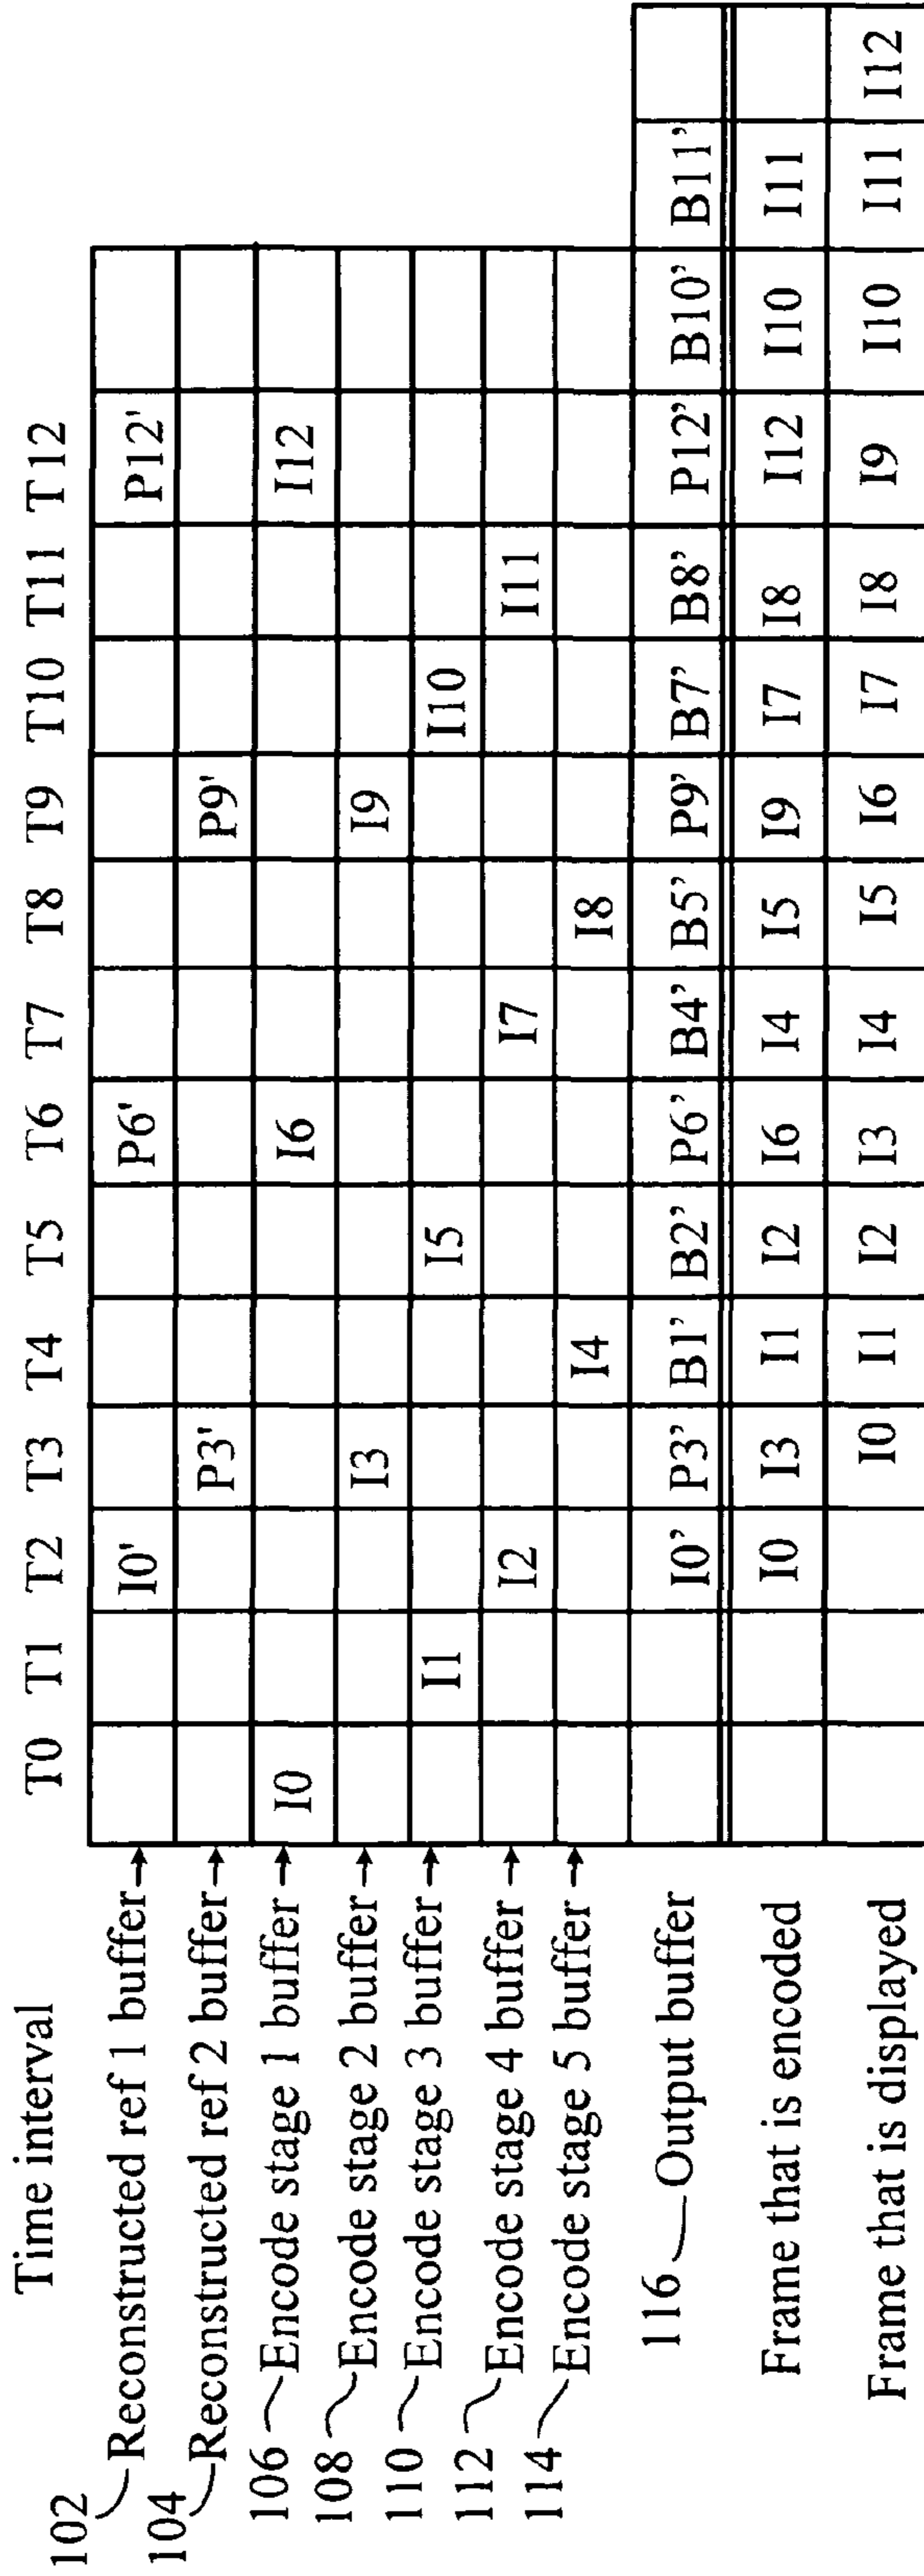 Time interval T0 T1 T2 T3 T4 T5 T6 T7 T8 T9 T10 T11 T12
102 Reconstructed ref 1 buffer I0' P6' P12'
104 Reconstructed ref 2 buffer P3' P9'
106 Encode stage 1 buffer I0 I6 I12
108 Encode stage 2 buffer I3 I9
110 Encode stage 3 buffer I1 I5 I10
112 Encode stage 4 buffer I2 I7 I11
114 Encode stage 5 buffer I4 I8
116 Output buffer I0’ P3’ B1’ B2’ P6’ B4’ B5’ P9’ B7’ B8’ P12’ B10’ B11’
Frame that is encoded I0 I3 I1 I2 I6 I4 I5 I9 I7 I8 I12 I10 I11
Frame that is displayed I0 I1 I2 I3 I4 I5 I6 I7 I8 I9 I10 I11 I12